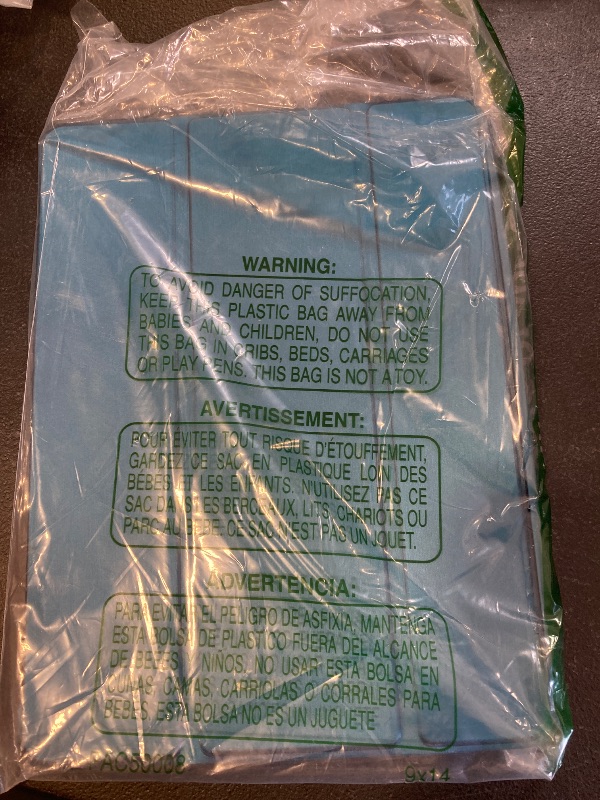 WARNING:
TO AVOID DANGER OF SUFFOCATION,
KEEP THIS PLASTIC BAG AWAY FROM
BABIES AND CHILDREN, DO NOT USE
THIS BAG IN CRIBS, BEDS, CARRIAGES
OR PLAY PENS. THIS BAG IS NOT A TOY.
AVERTISSEMENT:
POUR EVITER TOUT RISQUE D'ÉTOUFFEMENT,
GARDEZ CE SAC EN PLASTIQUE LOIN DES
BÉBÉS ET LES ENFANTS. N'UTILISEZ PAS CE
SAC DANS LES BERCEAUX, LITS, CHARIOTS OU
PARC AU BÉBÉ. CE SAC N'EST PAS UN JOUET.
ADVERTENCIA:
PARA EVITAR EL PELIGRO DE ASFIXIA, MANTENGA
ESTA BOLSA DE PLASTICO FUERA DEL ALCANCE
DE BEBES NIÑOS. NO USAR ESTA BOLSA EN
CUNAS, CAMAS, CARRIOLAS O CORRALES PARA
BEBES, ESTA BOLSA NO ES UN JUGUETE
9x14